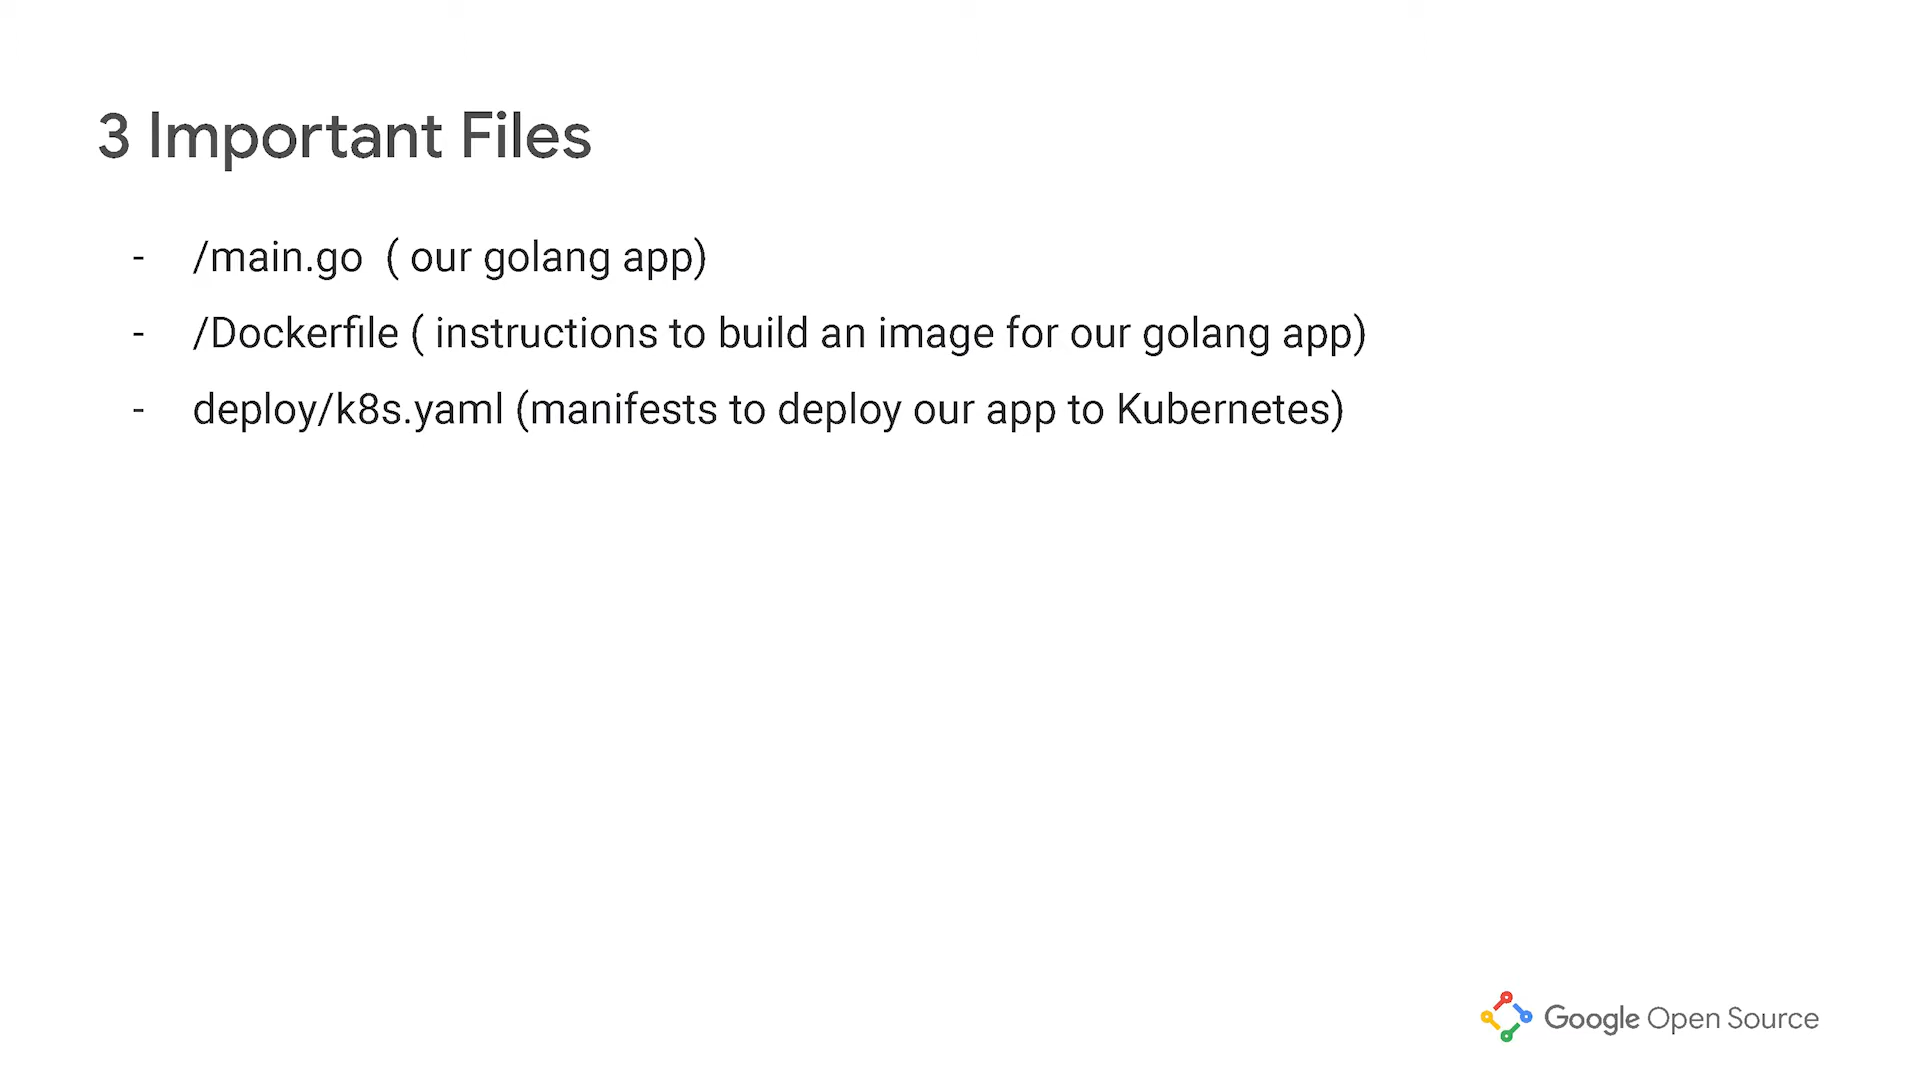 3 Important Files
- /main.go ( our golang app)
- /Dockerfile ( instructions to build an image for our golang app)
- deploy/k8s.yaml (manifests to deploy our app to Kubernetes)
Google Open Source